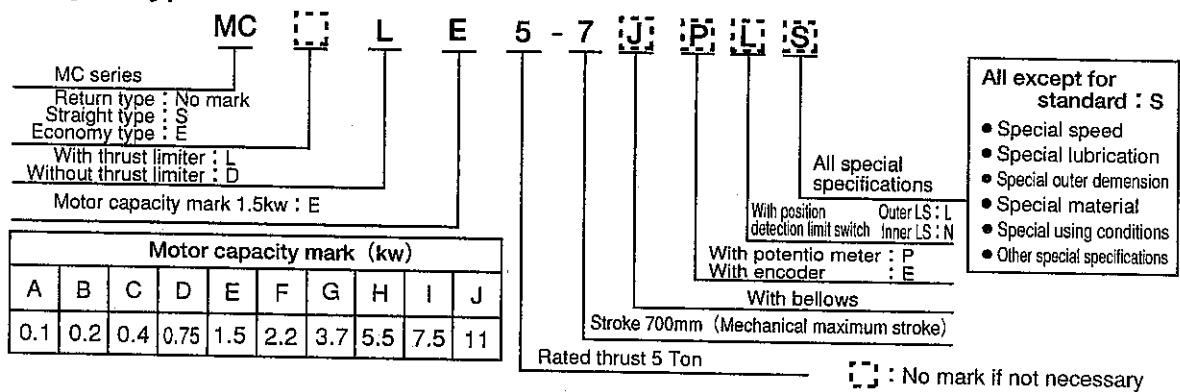 MC L E 5 - 7 J P L S
MC series
Return type : No mark
Straight type : S
Economy type : E
With thrust limiter : L
Without thrust limiter : D
Motor capacity mark 1.5kw : E
Motor capacity mark (kw)
A B C D E F G H I J
0.1 0.2 0.4 0.75 1.5 2.2 3.7 5.5 7.5 11
All except for
standard : S
• Special speed
• Special lubrication
• Special outer demension
• Special material
• Special using conditions
• Other special specifications
All special
specifications
With position Outer LS : L
detection limit switch Inner LS : N
With potentio meter : P
With encoder : E
With bellows
Stroke 700mm (Mechanical maximum stroke)
Rated thrust 5 Ton
: No mark if not necessary